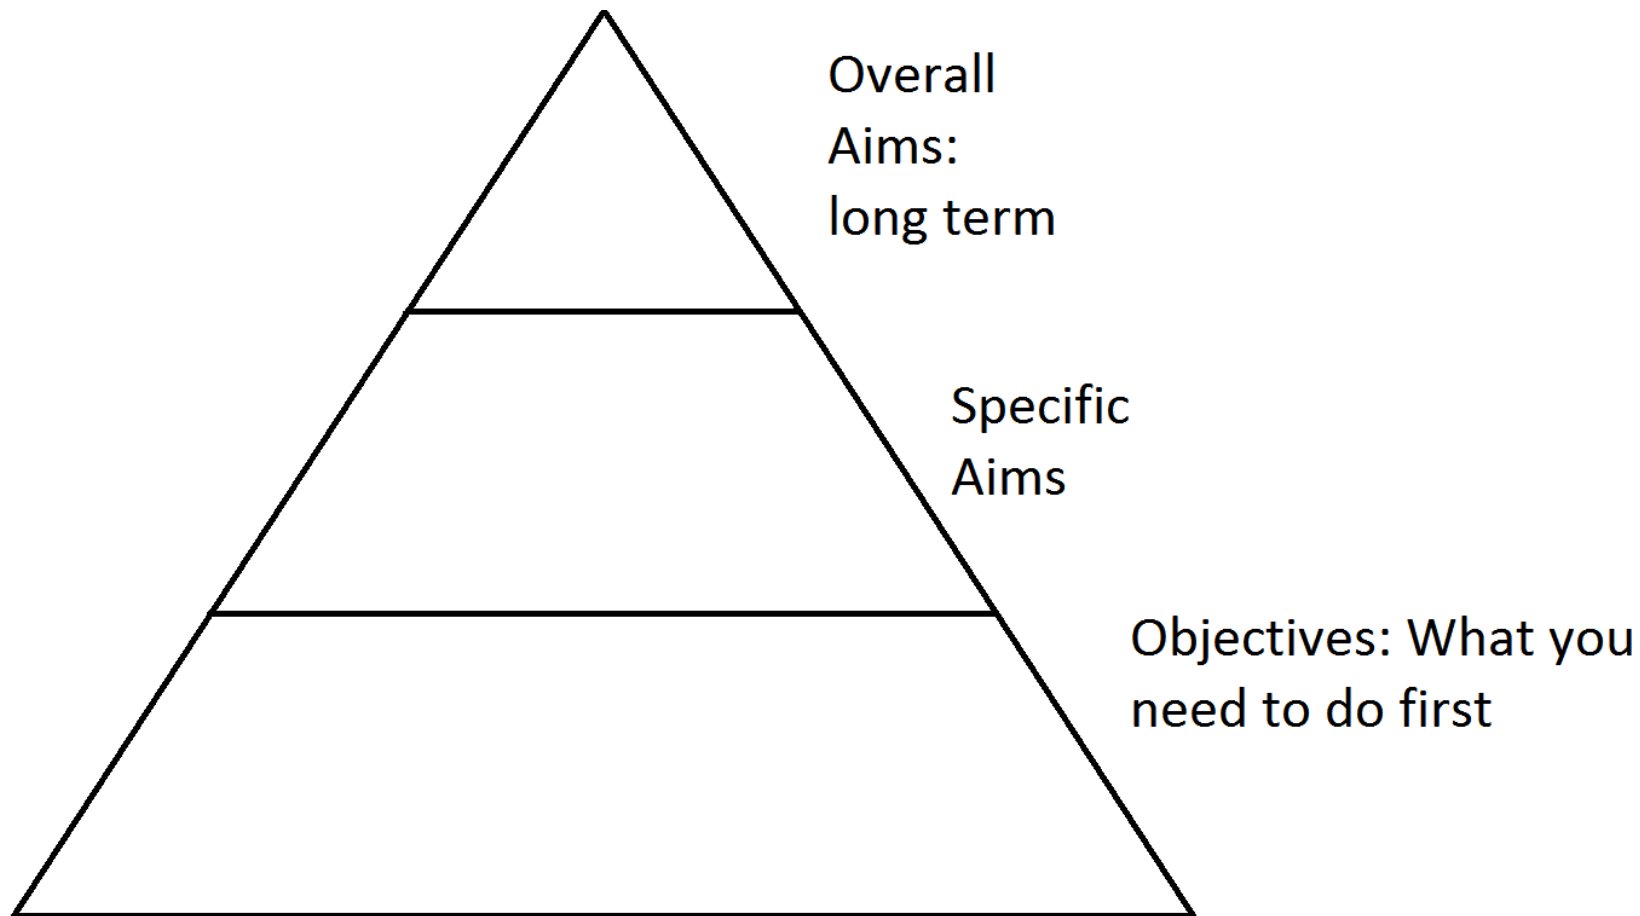 Overall
Aims:
long term
Specific
Aims
Objectives: What you
need to do first